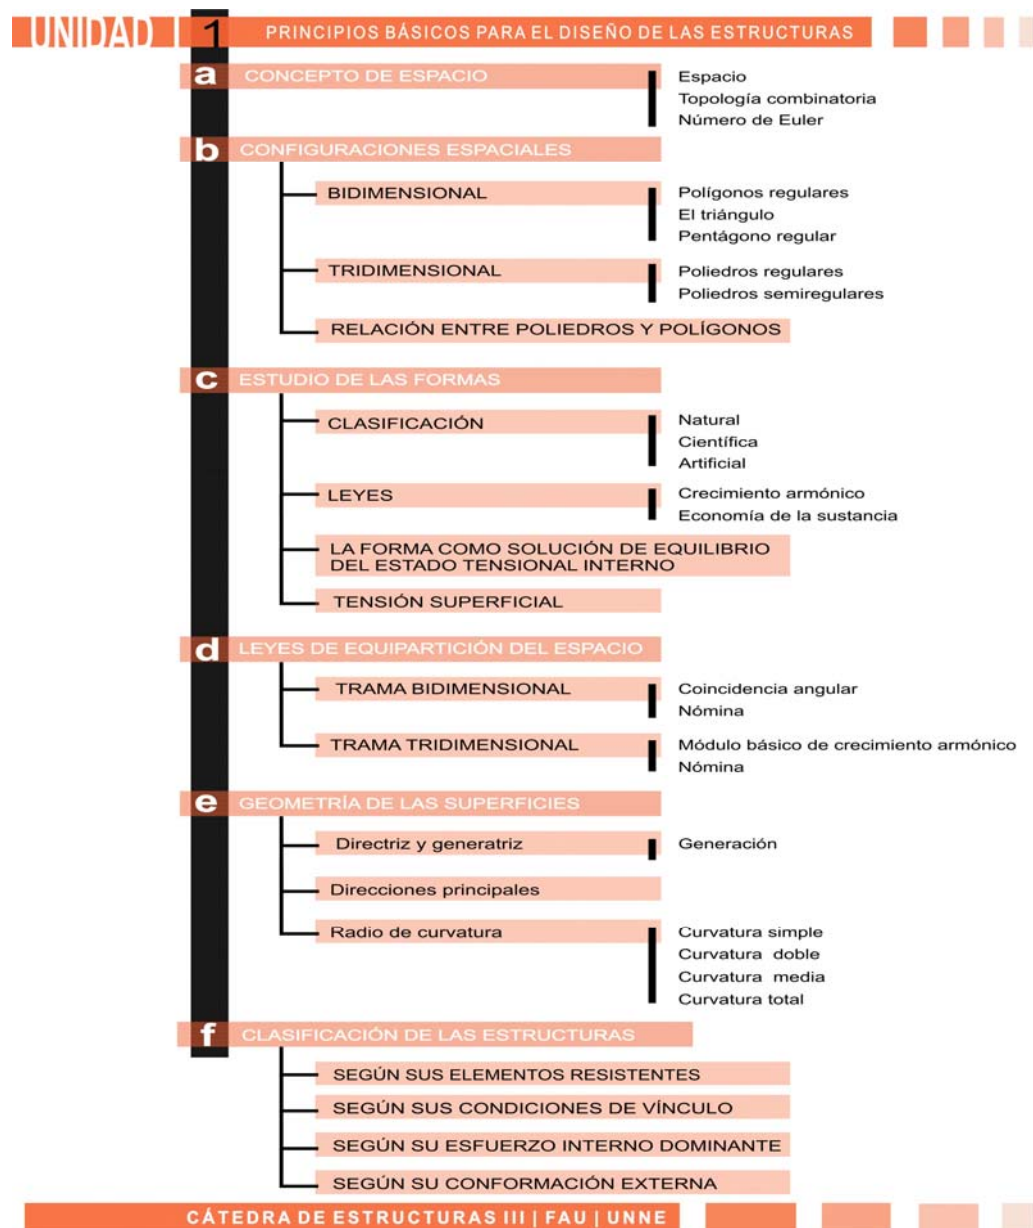 UNIDAD 1 PRINCIPIOS BÁSICOS PARA EL DISEÑO DE LAS ESTRUCTURAS
a CONCEPTO DE ESPACIO
Espacio
Topología combinatoria
Número de Euler
b CONFIGURACIONES ESPACIALES
BIDIMENSIONAL
Polígonos regulares
El triángulo
Pentágono regular
TRIDIMENSIONAL
Poliedros regulares
Poliedros semiregulares
RELACIÓN ENTRE POLIEDROS Y POLÍGONOS
c ESTUDIO DE LAS FORMAS
CLASIFICACIÓN
Natural
Científica
Artificial
LEYES
Crecimiento armónico
Economía de la sustancia
LA FORMA COMO SOLUCIÓN DE EQUILIBRIO
DEL ESTADO TENSIONAL INTERNO
TENSIÓN SUPERFICIAL
d LEYES DE EQUIPARTICIÓN DEL ESPACIO
TRAMA BIDIMENSIONAL
Coincidencia angular
Nómina
TRAMA TRIDIMENSIONAL
Módulo básico de crecimiento armónico
Nómina
e GEOMETRÍA DE LAS SUPERFICIES
Directriz y generatriz
Generación
Direcciones principales
Radio de curvatura
Curvatura simple
Curvatura doble
Curvatura media
Curvatura total
f CLASIFICACIÓN DE LAS ESTRUCTURAS
SEGÚN SUS ELEMENTOS RESISTENTES
SEGÚN SUS CONDICIONES DE VÍNCULO
SEGÚN SU ESFUERZO INTERNO DOMINANTE
SEGÚN SU CONFORMACIÓN EXTERNA
CÁTEDRA DE ESTRUCTURAS III | FAU | UNNE